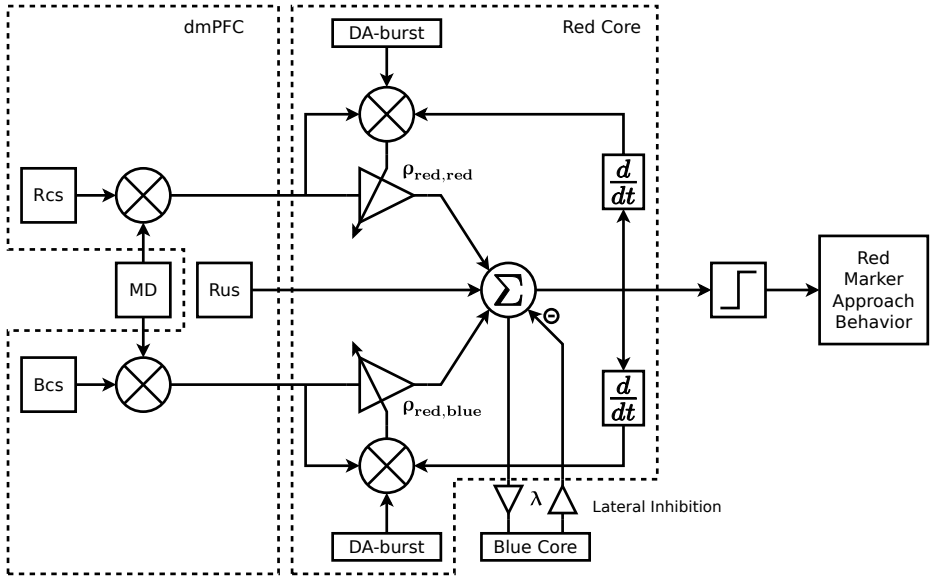 dmPFC
DA-burst
Red Core
Rcs
ρred,red
d
dt
MD
Rus
Σ
Red
Marker
Approach
Behavior
Bcs
ρred,blue
d
dt
λ
Lateral Inhibition
DA-burst
Blue Core